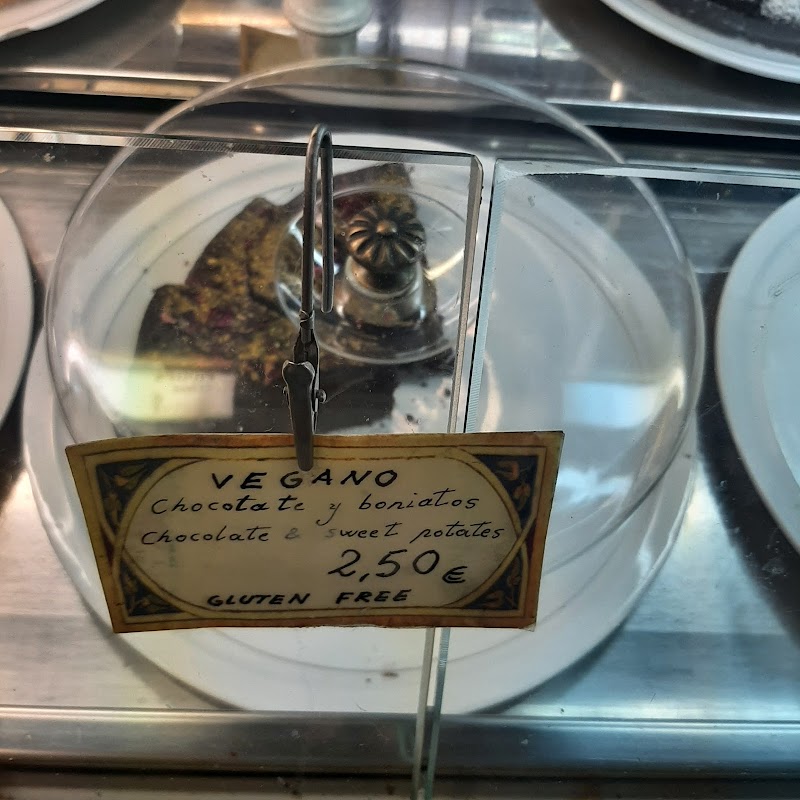 VEGANO
Chocolate y boniatos
Chocolate & sweet potates
2,50€
GLUTEN FREE